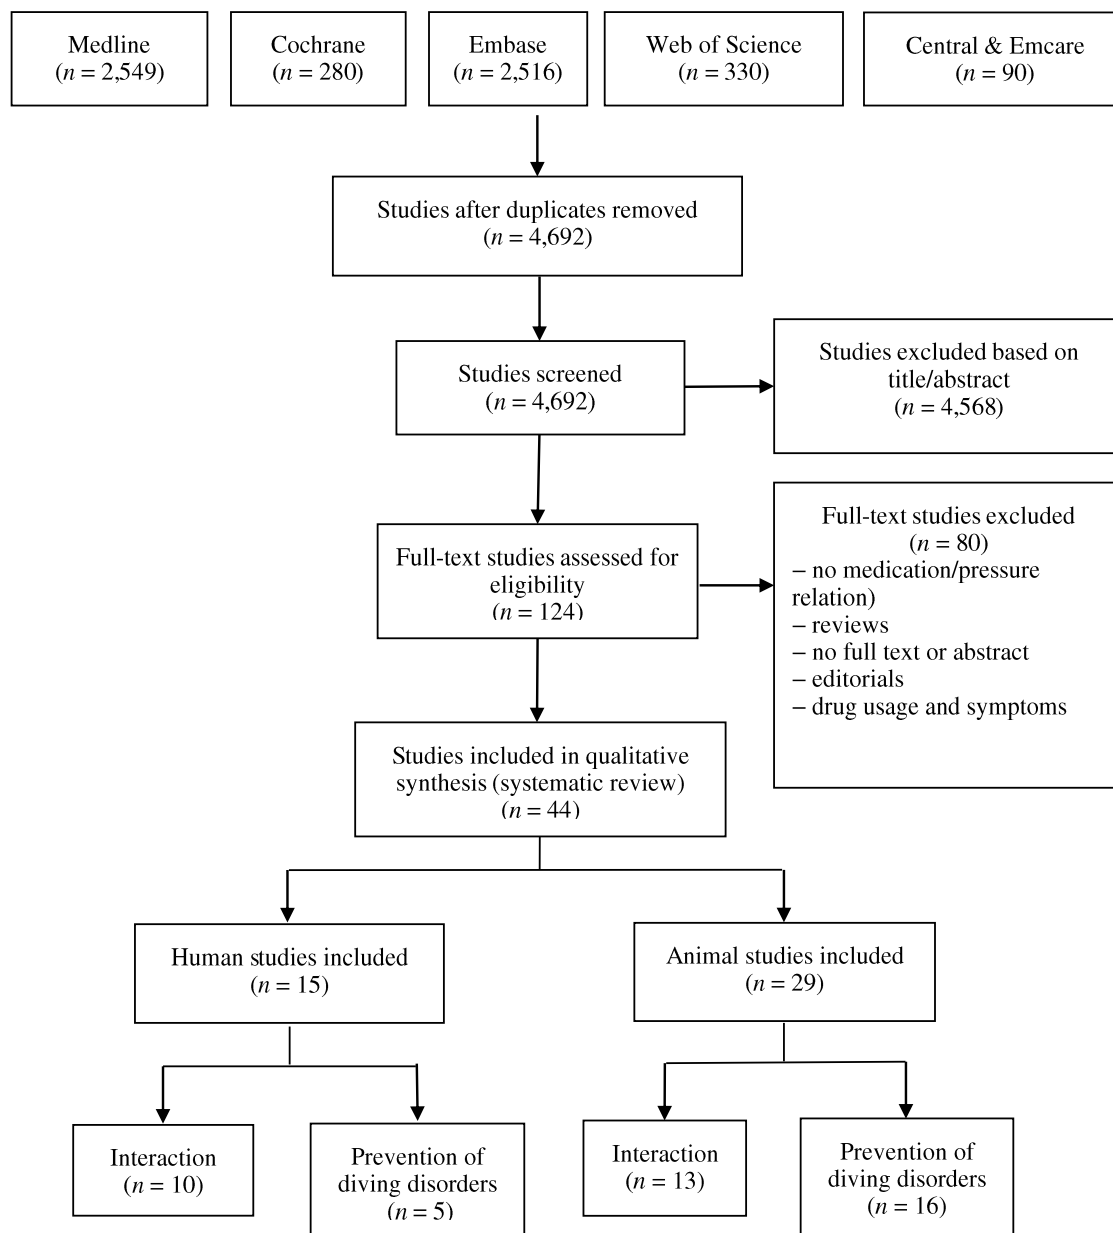 Medline
(n = 2,549)
Cochrane
(n = 280)
Embase
(n = 2,516)
Web of Science
(n = 330)
Central & Emcare
(n = 90)
Studies after duplicates removed
(n = 4,692)
Studies screened
(n = 4,692)
Studies excluded based on
title/abstract
(n = 4,568)
Full-text studies assessed for
eligibility
(n = 124)
Full-text studies excluded
(n = 80)
– no medication/pressure
relation)
– reviews
– no full text or abstract
– editorials
– drug usage and symptoms
Studies included in qualitative
synthesis (systematic review)
(n = 44)
Human studies included
(n = 15)
Animal studies included
(n = 29)
Interaction
(n = 10)
Prevention of
diving disorders
(n = 5)
Interaction
(n = 13)
Prevention of
diving disorders
(n = 16)